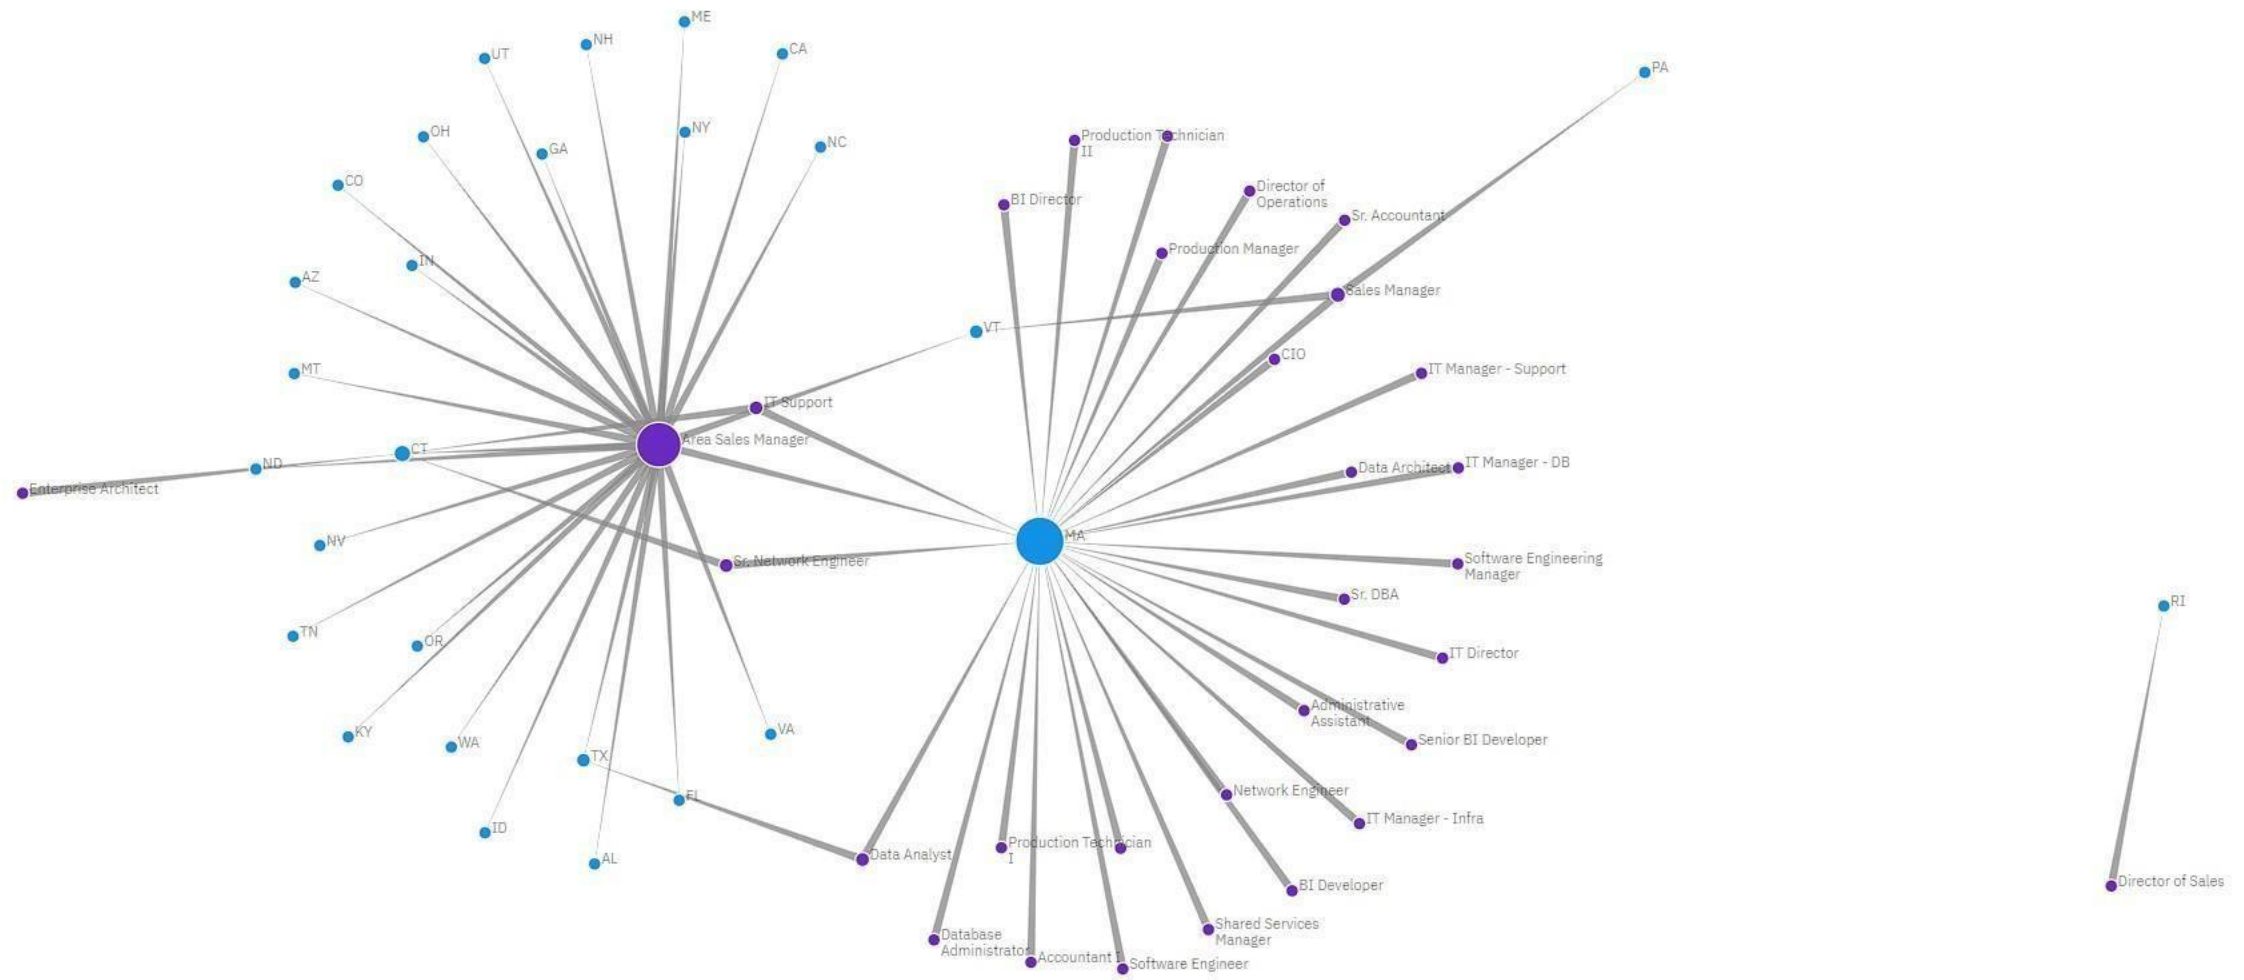 ME
NH
CA
UT
PA
NY
OH
Production Technician
II
NC
GA
CO
Director of
Operations
BI Director
Sr. Accountant
Production Manager
IN
AZ
Sales Manager
VT
CIO
MT
IT Manager - Support
IT Support
Area Sales Manager
CT
ND
Data Architect
IT Manager - DB
Enterprise Architect
MA
NV
Sr. Network Engineer
Software Engineering
Manager
Sr. DBA
RI
TN
OR
IT Director
Administrative
Assistant
KY
VA
WA
Senior BI Developer
TX
Network Engineer
FL
IT Manager - Infra
ID
Production Technician
I
AL
Data Analyst
Director of Sales
BI Developer
Shared Services
Manager
Database
Administrator
Accountant I
Software Engineer